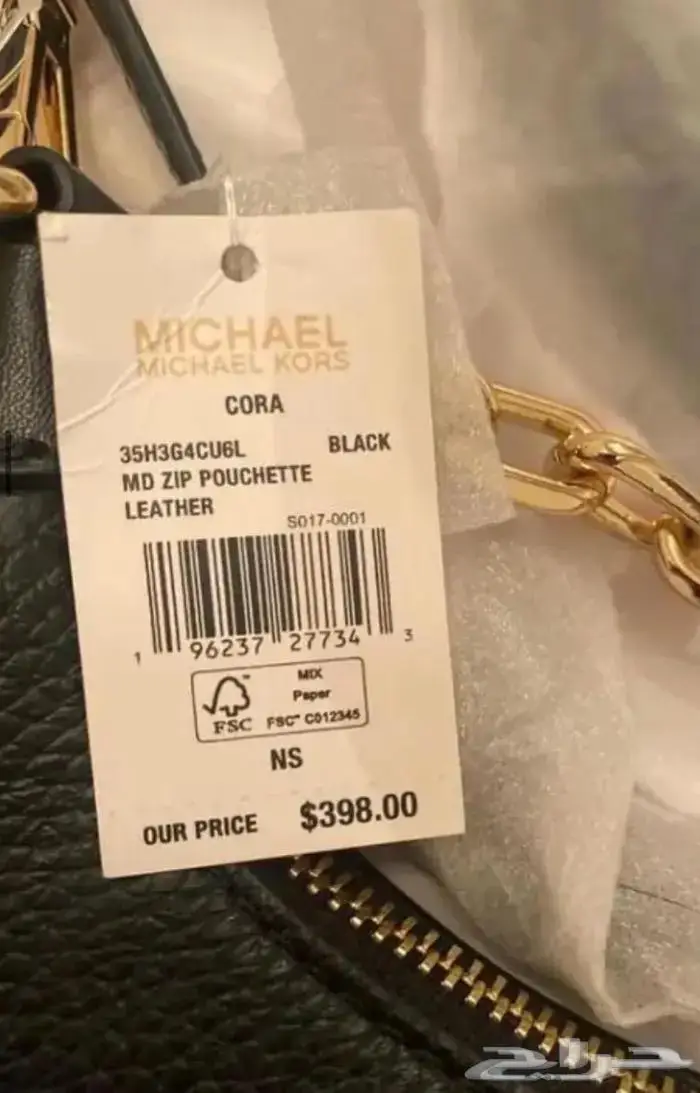 MICHAEL
MICHAEL KORS
CORA
35H3G4CU6L BLACK
MD ZIP POUCHETTE
LEATHER
S017-0001
1 96237 27734 3
FSC™
MIX
Paper
FSC™ C012345
NS
OUR PRICE $398.00
حراج